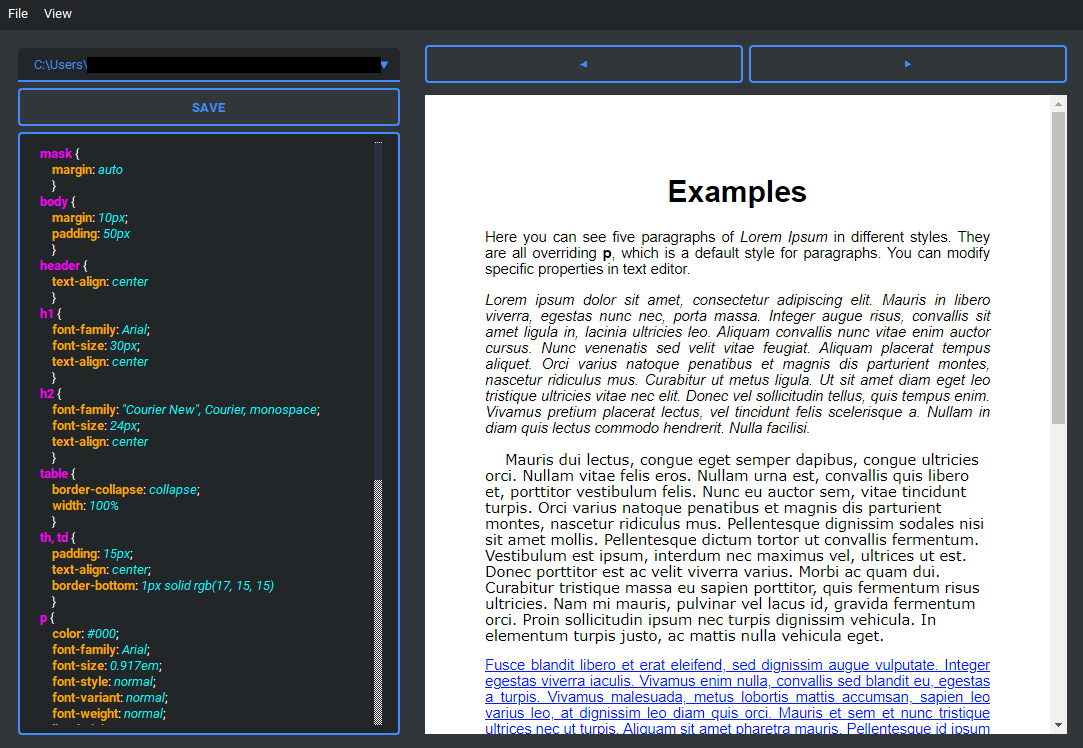 File View
C:\Users\
SAVE
mask {
margin: auto
}
body {
margin: 10px;
padding: 50px
}
header {
text-align: center
}
h1 {
font-family: Arial;
font-size: 30px;
text-align: center
}
h2 {
font-family: "Courier New", Courier, monospace;
font-size: 24px;
text-align: center
}
table {
border-collapse: collapse;
width: 100%
}
th, td {
padding: 15px;
text-align: center;
border-bottom: 1px solid rgb(17, 15, 15)
}
p {
color: #000;
font-family: Arial;
font-size: 0.917em;
font-style: normal;
font-variant: normal;
font-weight: normal;
Examples
Here you can see five paragraphs of Lorem Ipsum in different styles. They
are all overriding p, which is a default style for paragraphs. You can modify
specific properties in text editor.
Lorem ipsum dolor sit amet, consectetur adipiscing elit. Mauris in libero
viverra, egestas nunc nec, porta massa. Integer augue risus, convallis sit
amet ligula in, lacinia ultricies leo. Aliquam convallis nunc vitae enim auctor
cursus. Nunc venenatis sed velit vitae feugiat. Aliquam placerat tempus
aliquet. Orci varius natoque penatibus et magnis dis parturient montes,
nascetur ridiculus mus. Curabitur ut metus ligula. Ut sit amet diam eget leo
tristique ultricies vitae nec elit. Donec vel sollicitudin tellus, quis tempus enim.
Vivamus pretium placerat lectus, vel tincidunt felis scelerisque a. Nullam in
diam quis lectus commodo hendrerit. Nulla facilisi.
Mauris dui lectus, congue eget semper dapibus, congue ultricies
orci. Nullam vitae felis eros. Nullam urna est, convallis quis libero
et, porttitor vestibulum felis. Nunc eu auctor sem, vitae tincidunt
turpis. Orci varius natoque penatibus et magnis dis parturient
montes, nascetur ridiculus mus. Pellentesque dignissim sodales nisi
sit amet mollis. Pellentesque dictum tortor ut convallis fermentum.
Vestibulum est ipsum, interdum nec maximus vel, ultrices ut est.
Donec porttitor est ac velit viverra varius. Morbi ac quam dui.
Curabitur tristique massa eu sapien porttitor, quis fermentum risus
ultricies. Nam mi mauris, pulvinar vel lacus id, gravida fermentum
orci. Proin sollicitudin ipsum nec turpis dignissim vehicula. In
elementum turpis justo, ac mattis nulla vehicula eget.
Fusce blandit libero et erat eleifend, sed dignissim augue vulputate. Integer
egestas viverra iaculis. Vivamus enim nulla, convallis sed blandit eu, egestas
a turpis. Vivamus malesuada, metus lobortis mattis accumsan, sapien leo
varius leo, at dignissim leo diam quis orci. Mauris et sem et nunc tristique
ultrices nec ut turpis. Aliquam sit amet pharetra mauris. Pellentesque id ipsum